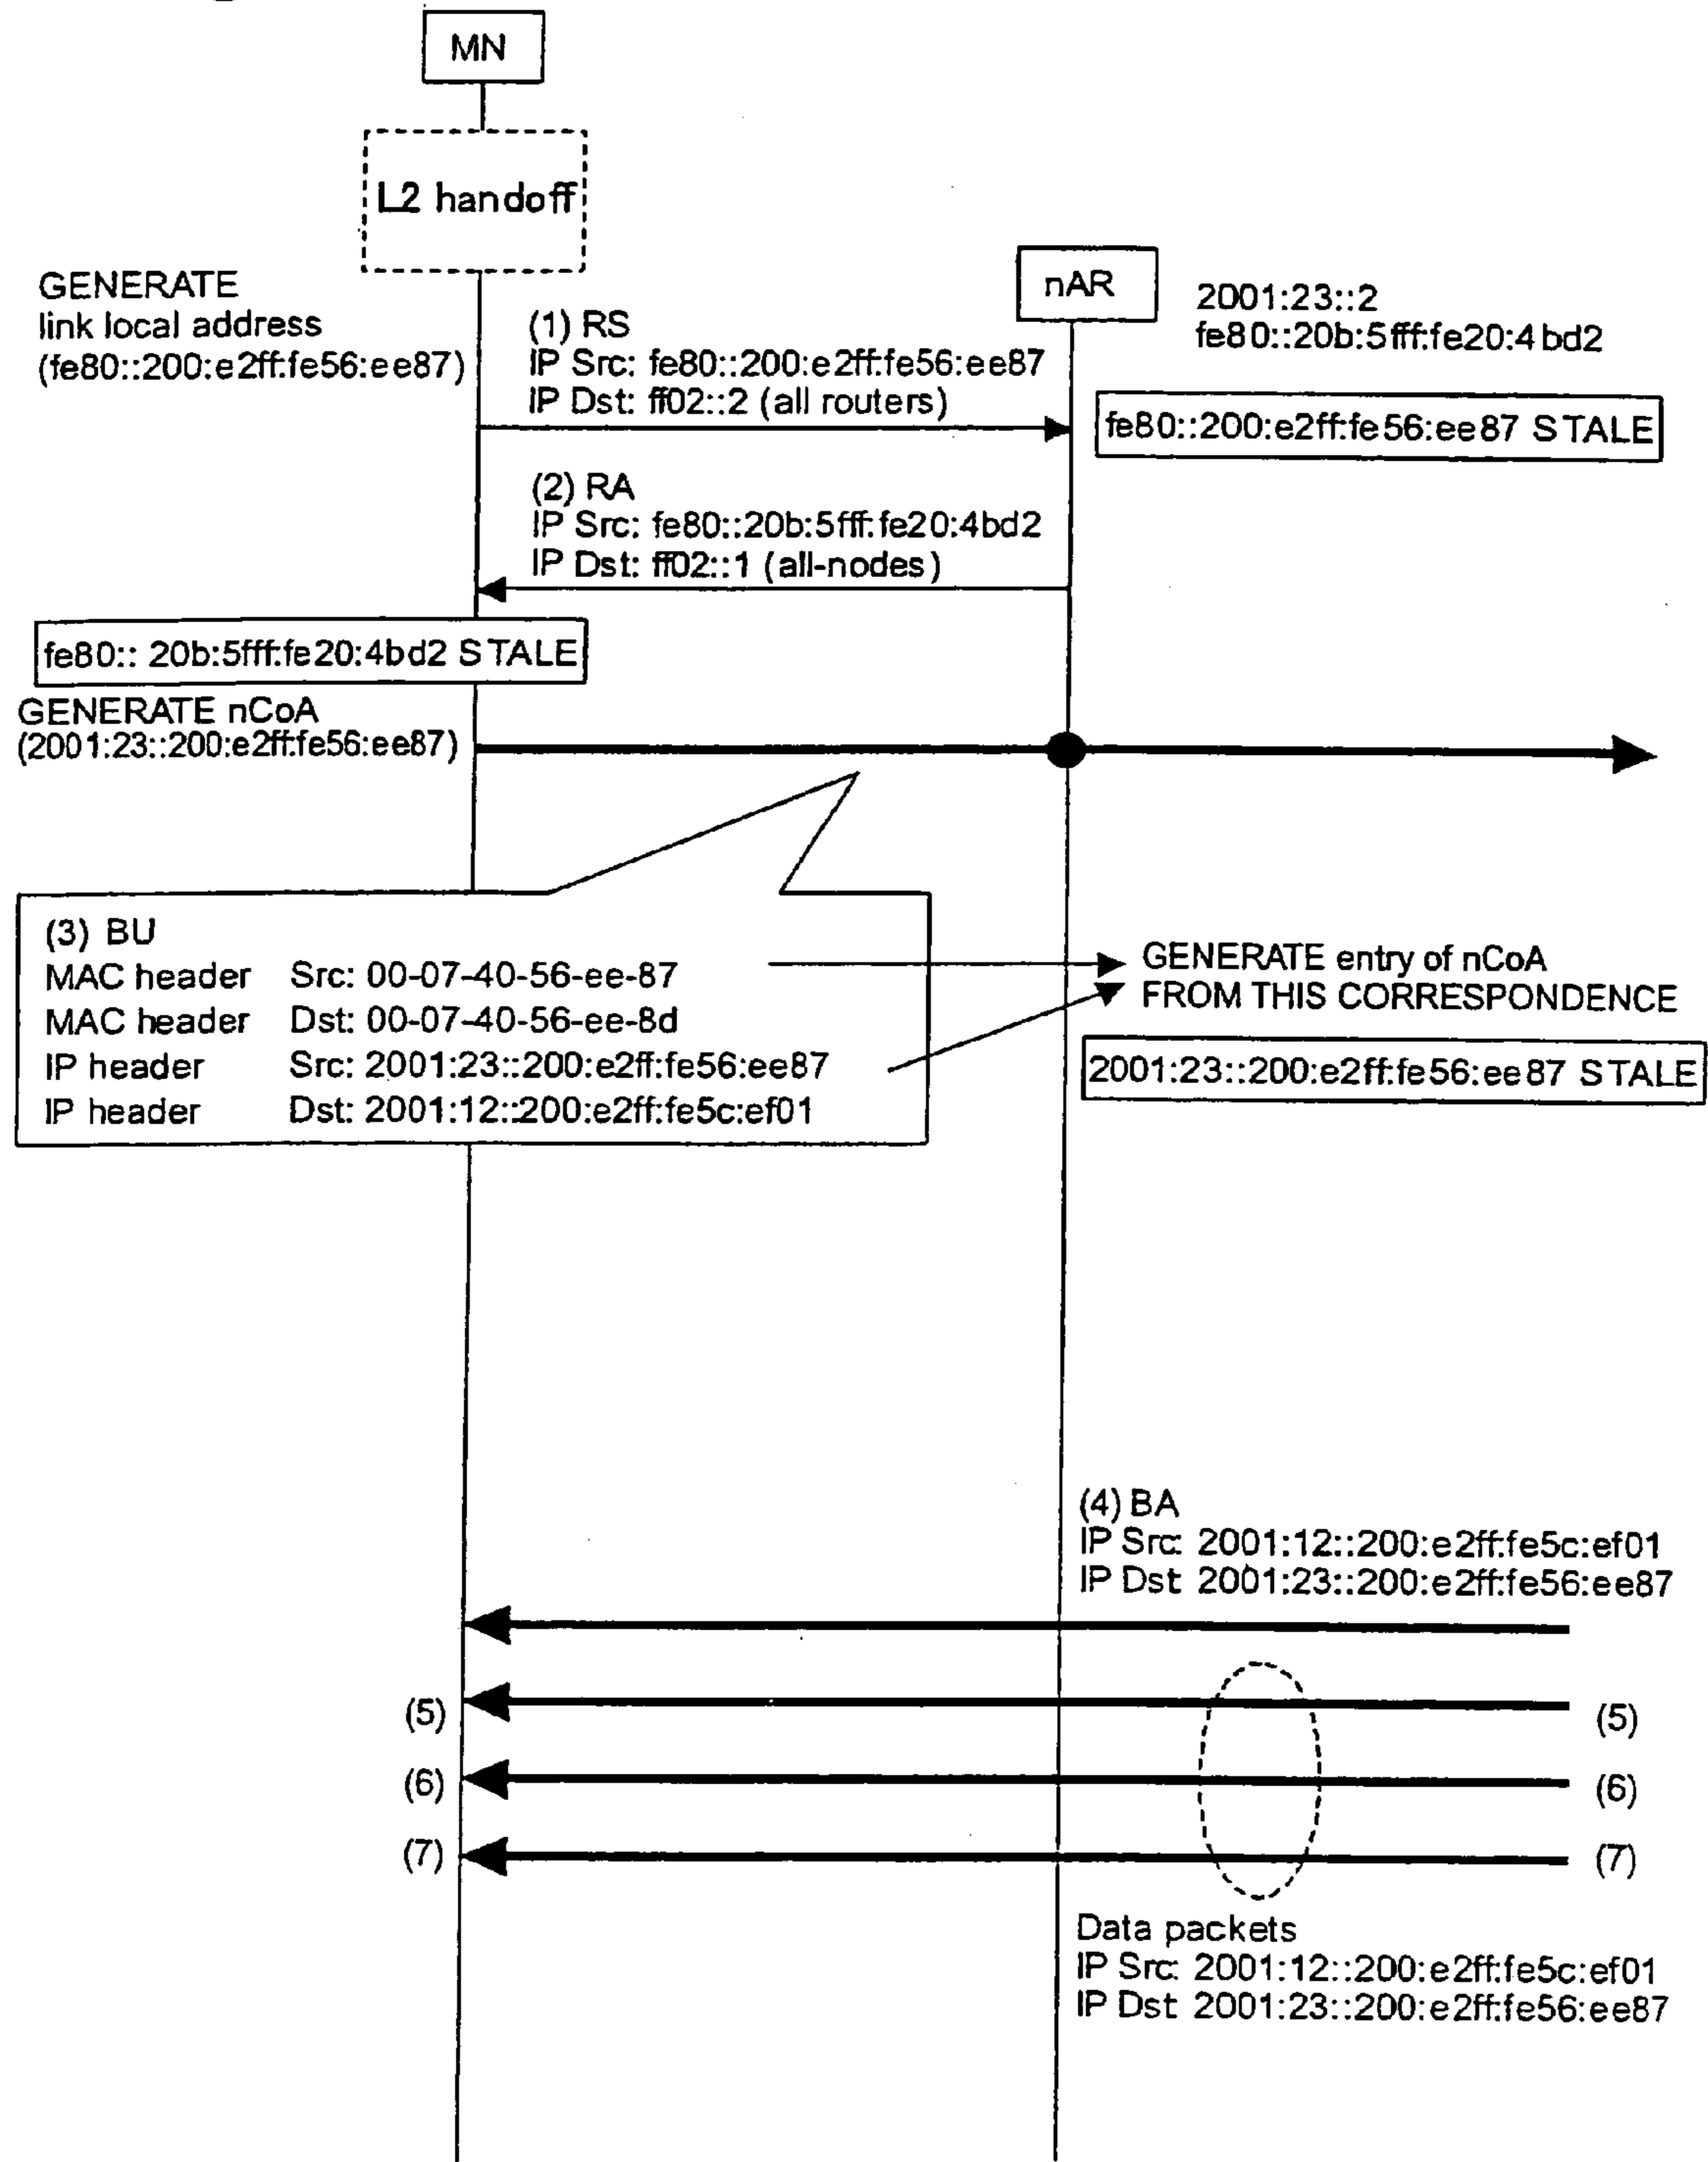 MN
L2 handoff
GENERATE
link local address
(fe80::200:e2ff:fe56:ee87)
nAR
2001:23::2
fe80::20b:5fff:fe20:4bd2
(1) RS
IP Src: fe80::200:e2ff:fe56:ee87
IP Dst: ff02::2 (all routers)
fe80::200:e2ff:fe56:ee87 STALE
(2) RA
IP Src: fe80::20b:5fff:fe20:4bd2
IP Dst: ff02::1 (all-nodes)
fe80:: 20b:5fff:fe20:4bd2 STALE
GENERATE nCoA
(2001:23::200:e2ff:fe56:ee87)
(3) BU
MAC header Src: 00-07-40-56-ee-87
MAC header Dst: 00-07-40-56-ee-8d
IP header Src: 2001:23::200:e2ff:fe56:ee87
IP header Dst: 2001:12::200:e2ff:fe5c:ef01
GENERATE entry of nCoA
FROM THIS CORRESPONDENCE
2001:23::200:e2ff:fe56:ee87 STALE
(4) BA
IP Src: 2001:12::200:e2ff:fe5c:ef01
IP Dst 2001:23::200:e2ff:fe56:ee87
(5) (5)
(6) (6)
(7) (7)
Data packets
IP Src: 2001:12::200:e2ff:fe5c:ef01
IP Dst 2001:23::200:e2ff:fe56:ee87